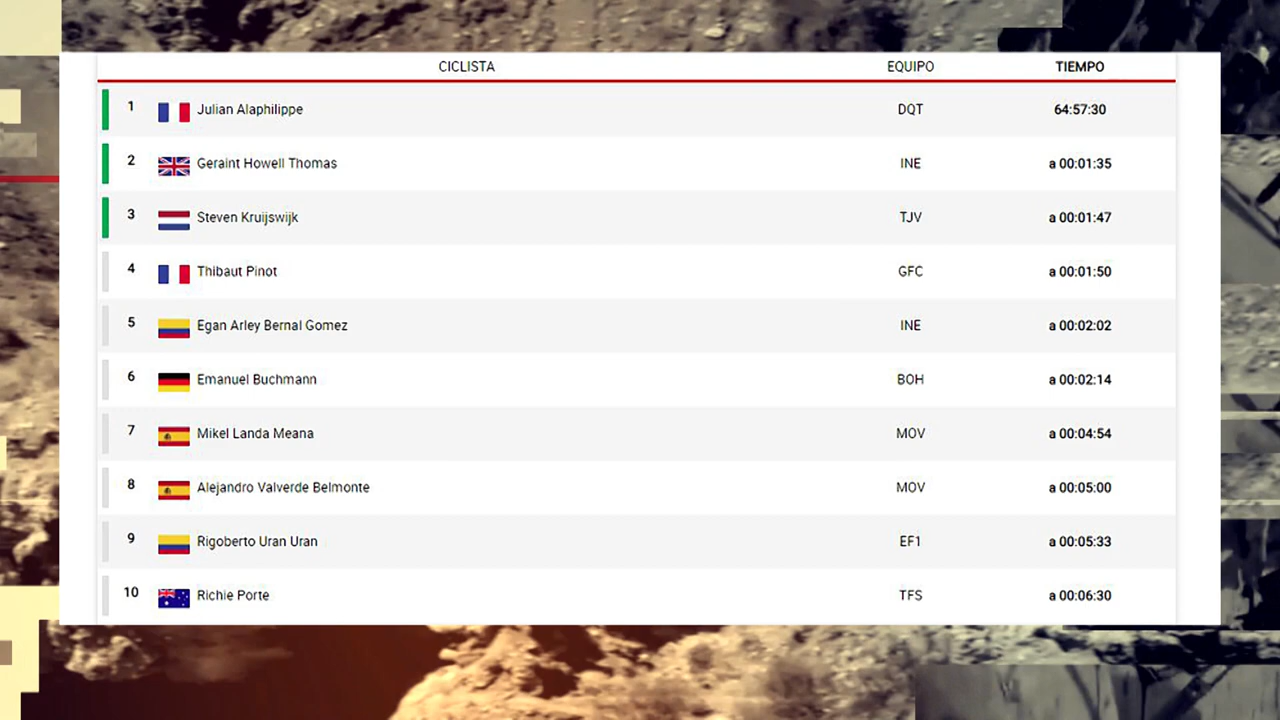 CICLISTA EQUIPO TIEMPO
1 Julian Alaphilippe DQT 64:57:30
2 Geraint Howell Thomas INE a 00:01:35
3 Steven Kruijswijk TJV a 00:01:47
4 Thibaut Pinot GFC a 00:01:50
5 Egan Arley Bernal Gomez INE a 00:02:02
6 Emanuel Buchmann BOH a 00:02:14
7 Mikel Landa Meana MOV a 00:04:54
8 Alejandro Valverde Belmonte MOV a 00:05:00
9 Rigoberto Uran Uran EF1 a 00:05:33
10 Richie Porte TFS a 00:06:30